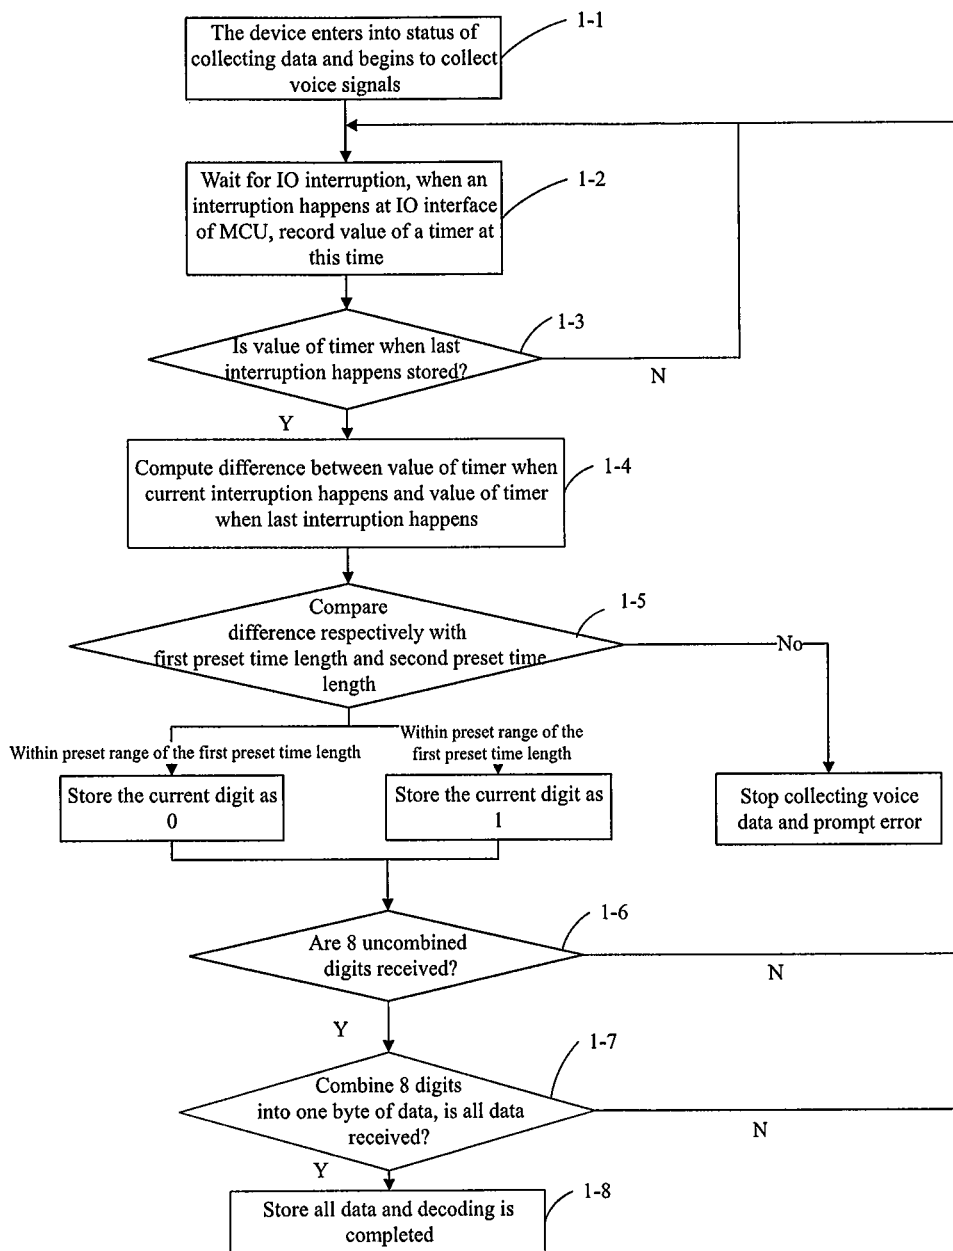 1-1
The device enters into status of
collecting data and begins to collect
voice signals
1-2
Wait for IO interruption, when an
interruption happens at IO interface
of MCU, record value of a timer at
this time
1-3
Is value of timer when last
interruption happens stored?
N
Y
1-4
Compute difference between value of timer when
current interruption happens and value of timer
when last interruption happens
1-5
Compare
difference respectively with
first preset time length and second preset time
length
No
Within preset range of the first preset time length
Within preset range of the
first preset time length
Store the current digit as
0
Store the current digit as
1
Stop collecting voice
data and prompt error
1-6
Are 8 uncombined
digits received?
N
Y
1-7
Combine 8 digits
into one byte of data, is all data
received?
N
Y
1-8
Store all data and decoding is
completed